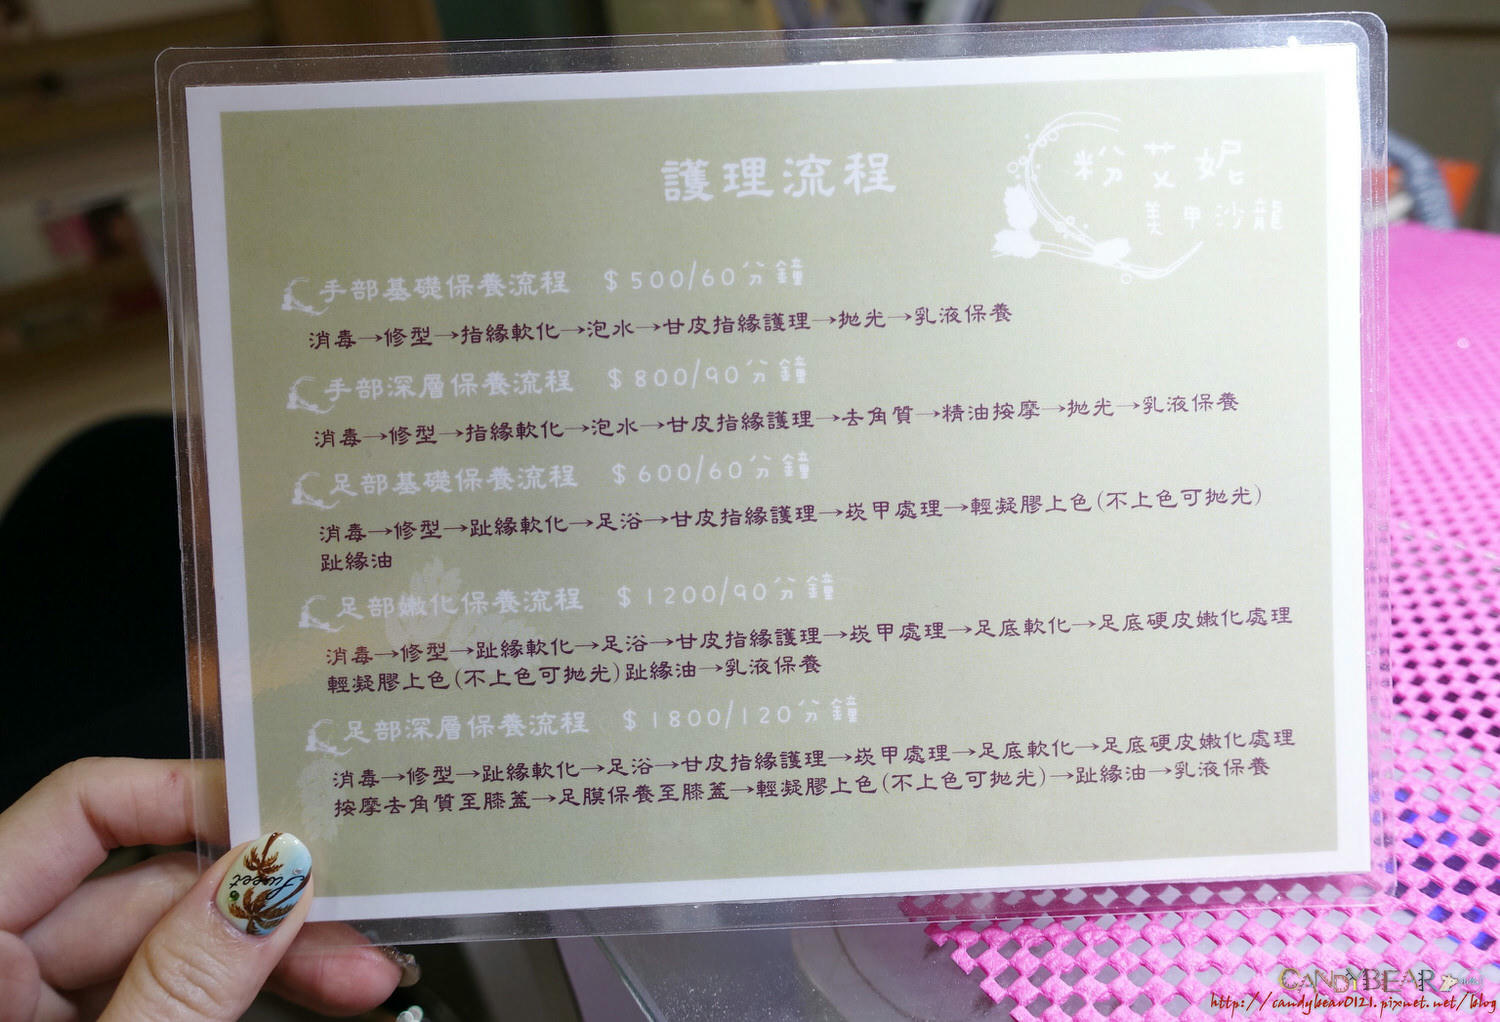 護理流程
粉艾妮
美甲沙龍
手部基礎保養流程 $500/60分鐘
消毒→修型→指緣軟化→泡水→甘皮指緣護理→拋光→乳液保養
手部深層保養流程 $800/90分鐘
消毒→修型→指緣軟化→泡水→甘皮指緣護理→去角質→精油按摩→拋光→乳液保養
足部基礎保養流程 $600/60分鐘
消毒→修型→趾緣軟化→足浴→甘皮指緣護理→崁甲處理→輕凝膠上色(不上色可拋光)
趾緣油
足部嫩化保養流程 $1200/90分鐘
消毒→修型→趾緣軟化→足浴→甘皮指緣護理→崁甲處理→足底軟化→足底硬皮嫩化處理
輕凝膠上色(不上色可拋光)趾緣油→乳液保養
足部深層保養流程 $1800/120分鐘
消毒→修型→趾緣軟化→足浴→甘皮指緣護理→崁甲處理→足底軟化→足底硬皮嫩化處理
按摩去角質至膝蓋→足膜保養至膝蓋→輕凝膠上色(不上色可拋光)→趾緣油→乳液保養
Sweet
CANDYBEAR
http://candybear0121.pixnet.net/blog